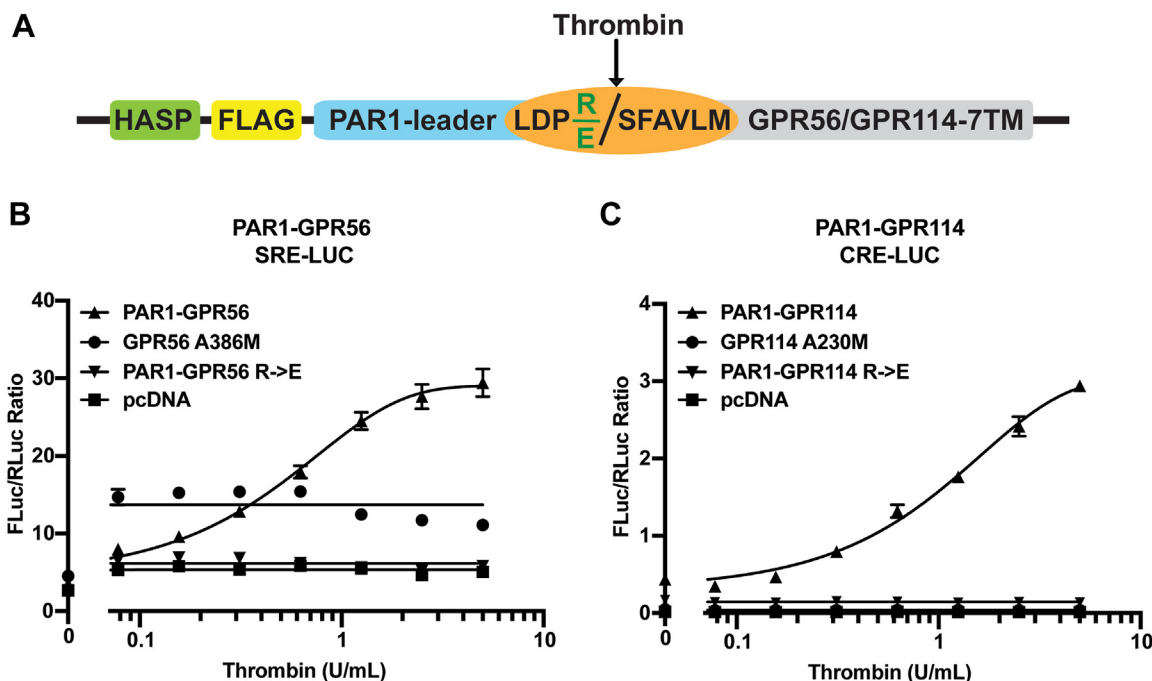 A
Thrombin
HASP FLAG PAR1-leader LDP R/E / SFAVLM GPR56/GPR114-7TM
B
PAR1-GPR56
SRE-LUC
PAR1-GPR56
GPR56 A386M
PAR1-GPR56 R->E
pcDNA
FLuc/RLuc Ratio
40
30
20
10
0
0 0.1 1 10
Thrombin (U/mL)
C
PAR1-GPR114
CRE-LUC
PAR1-GPR114
GPR114 A230M
PAR1-GPR114 R->E
pcDNA
FLuc/RLuc Ratio
4
3
2
1
0
0 0.1 1 10
Thrombin (U/mL)